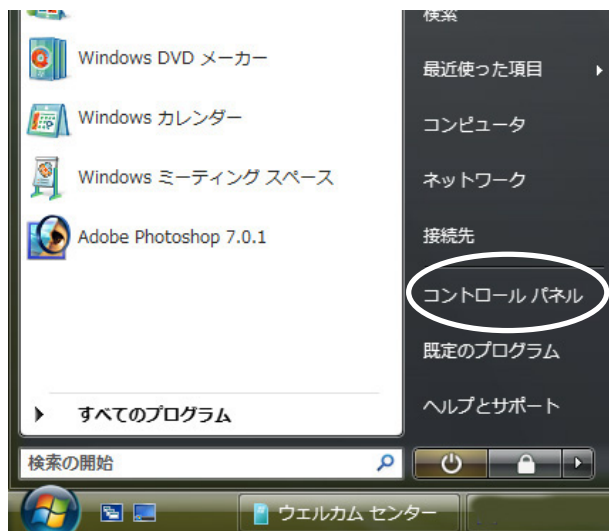 Windows DVD メーカー
Windows カレンダー
Windows ミーティング スペース
Adobe Photoshop 7.0.1
すべてのプログラム
検索の開始
検索
最近使った項目
コンピュータ
ネットワーク
接続先
コントロール パネル
既定のプログラム
ヘルプとサポート
ウェルカム センター